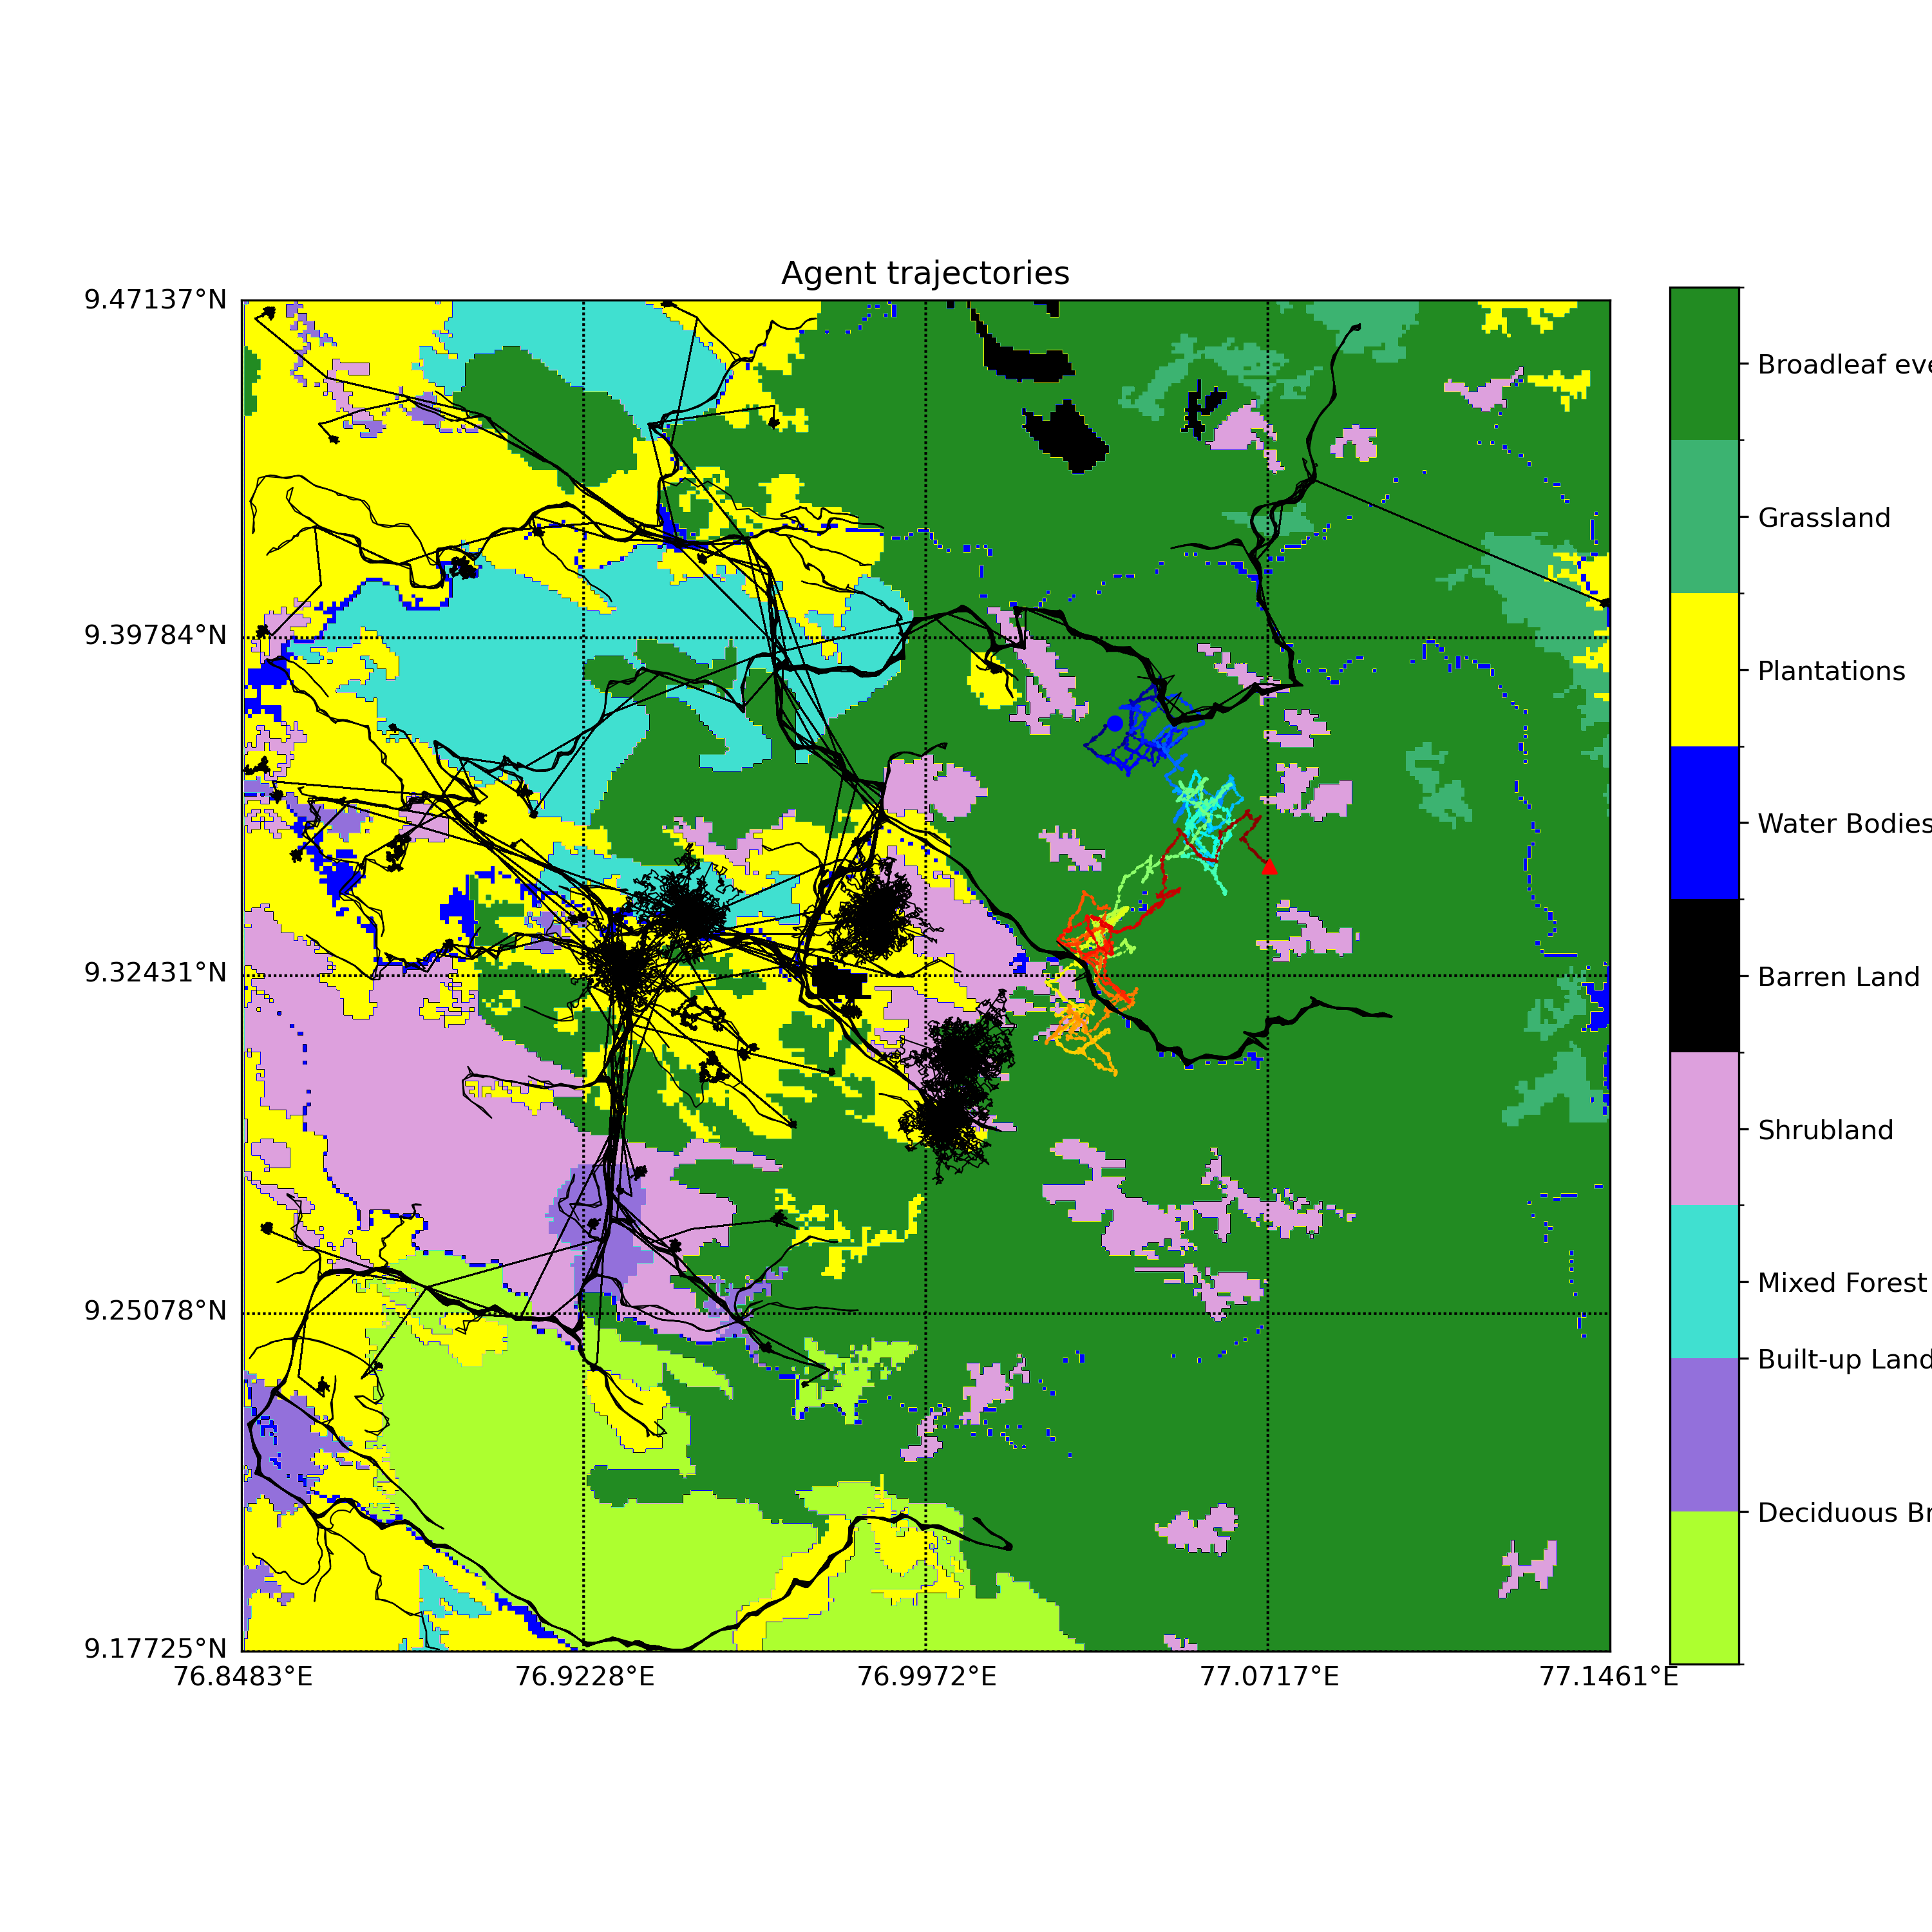 Agent trajectories
9.47137°N
9.39784°N
9.32431°N
9.25078°N
9.17725°N
76.8483°E
76.9228°E
76.9972°E
77.0717°E
77.1461°E
Broadleaf eve
Grassland
Plantations
Water Bodies
Barren Land
Shrubland
Mixed Forest
Built-up Land
Deciduous Br